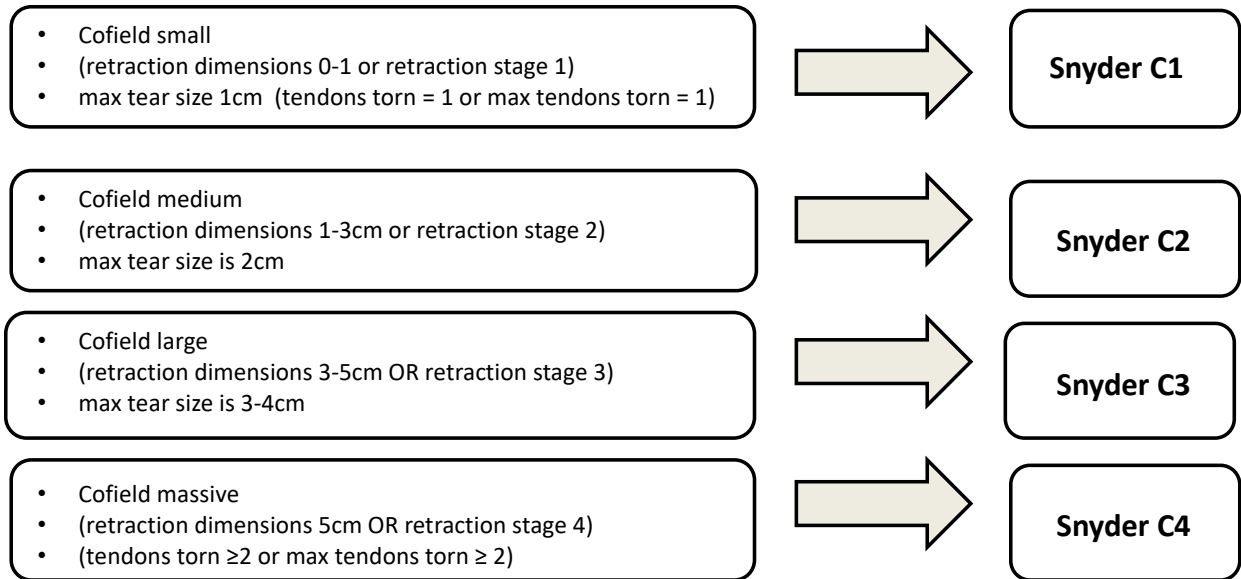 • Cofield small
• (retraction dimensions 0-1 or retraction stage 1)
• max tear size 1cm  (tendons torn = 1 or max tendons torn = 1)
Snyder C1
• Cofield medium
• (retraction dimensions 1-3cm or retraction stage 2)
• max tear size is 2cm
Snyder C2
• Cofield large
• (retraction dimensions 3-5cm OR retraction stage 3)
• max tear size is 3-4cm
Snyder C3
• Cofield massive
• (retraction dimensions 5cm OR retraction stage 4)
• (tendons torn ≥2 or max tendons torn ≥ 2)
Snyder C4